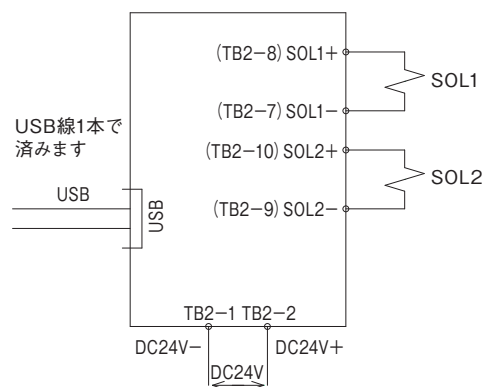 (TB2-8) SOL1+
SOL1
(TB2-7) SOL1-
USB線1本で
済みます
(TB2-10) SOL2+
SOL2
(TB2-9) SOL2-
USB
USB
TB2-1 TB2-2
DC24V- DC24V+
DC24V